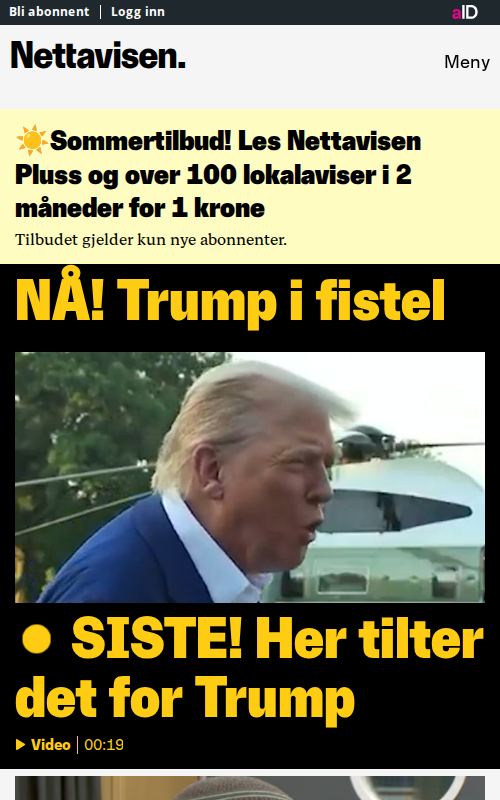 Bli abonnent | Logg inn
aID
Nettavisen.
Meny
Sommertilbud! Les Nettavisen
Pluss og over 100 lokalaviser i 2
måneder for 1 krone
Tilbudet gjelder kun nye abonnenter.
NÅ! Trump i fistel
SISTE! Her tilter
det for Trump
Video | 00:19